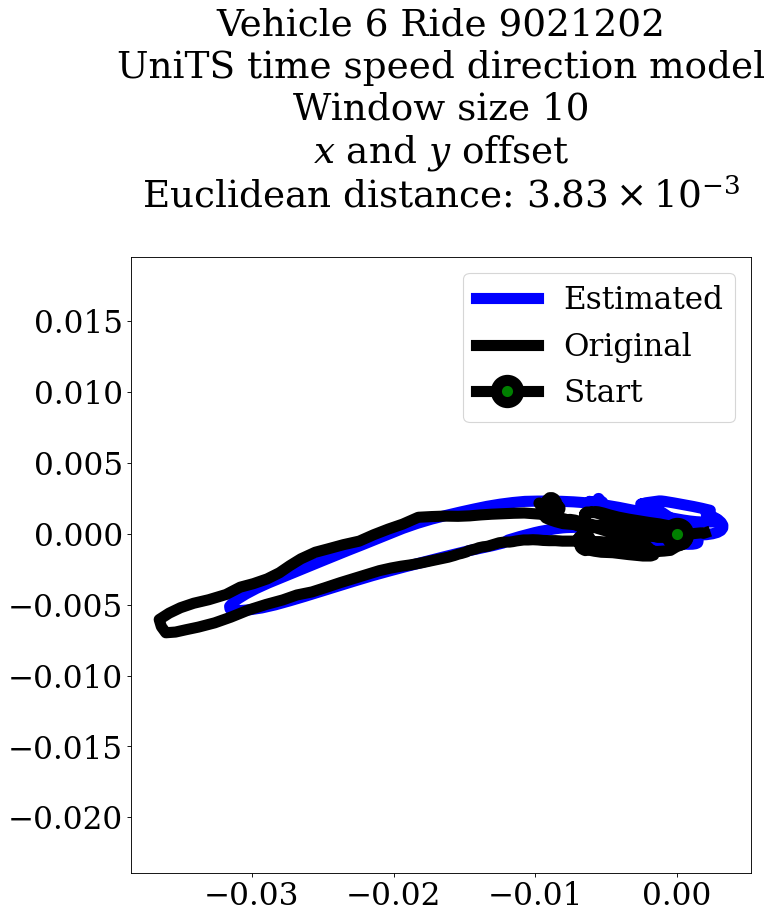 Vehicle 6 Ride 9021202
UniTS time speed direction model
Window size 10
x and y offset
Euclidean distance: 3.83 × 10⁻³
Estimated
Original
Start
0.015
0.010
0.005
0.000
−0.005
−0.010
−0.015
−0.020
−0.03 −0.02 −0.01 0.00